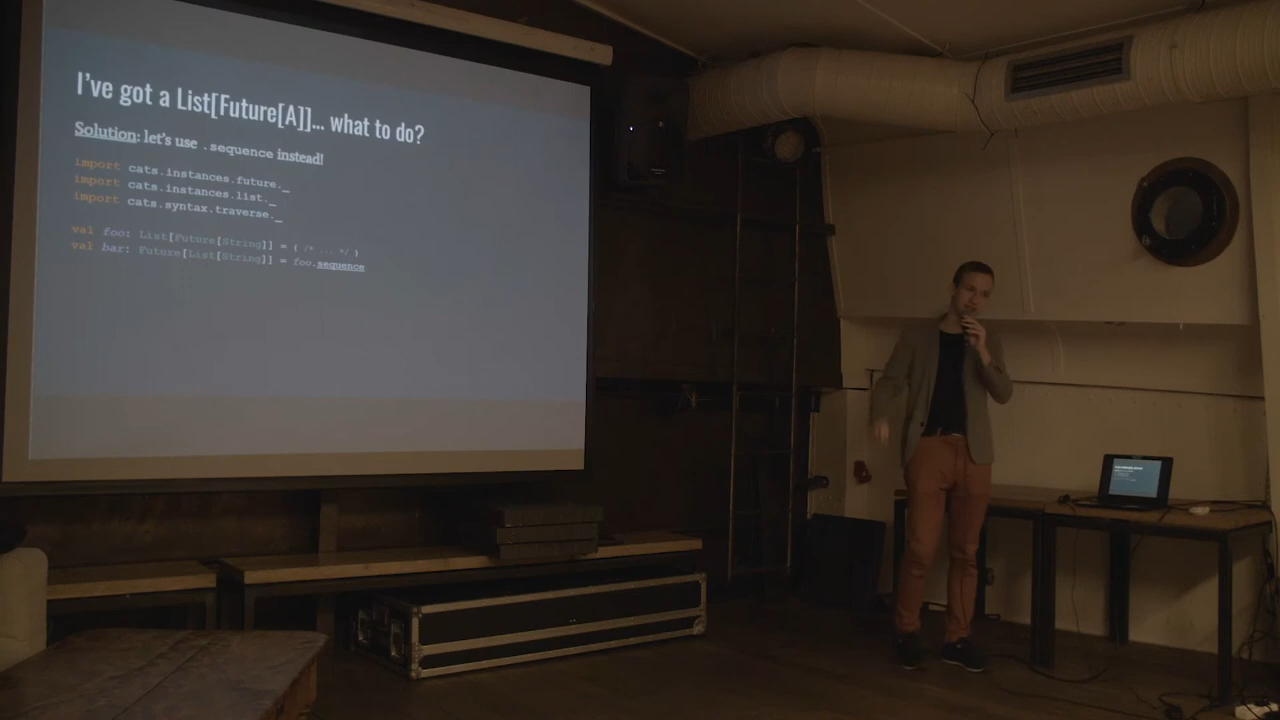 I've got a List[Future[A]]... what to do?
Solution: let's use .sequence instead!
import cats.instances.future._
import cats.instances.list._
import cats.syntax.traverse._
val foo: List[Future[String]] = ( /* ... */ )
val bar: Future[List[String]] = foo.sequence